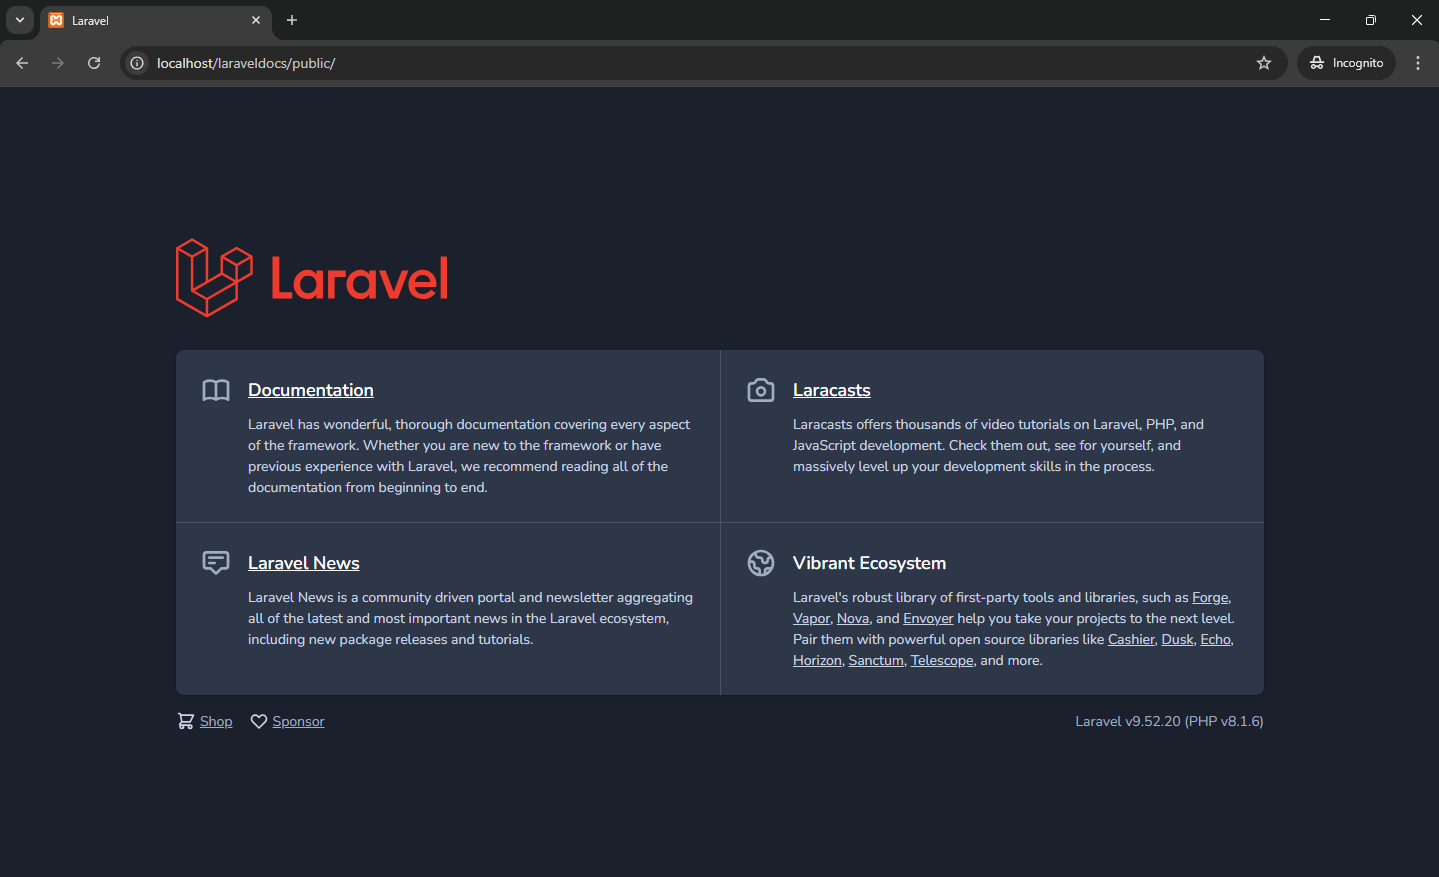 Laravel
localhost/laraveldocs/public/
Incognito
Laravel
Documentation
Laravel has wonderful, thorough documentation covering every aspect
of the framework. Whether you are new to the framework or have
previous experience with Laravel, we recommend reading all of the
documentation from beginning to end.
Laracasts
Laracasts offers thousands of video tutorials on Laravel, PHP, and
JavaScript development. Check them out, see for yourself, and
massively level up your development skills in the process.
Laravel News
Laravel News is a community driven portal and newsletter aggregating
all of the latest and most important news in the Laravel ecosystem,
including new package releases and tutorials.
Vibrant Ecosystem
Laravel's robust library of first-party tools and libraries, such as Forge,
Vapor, Nova, and Envoyer help you take your projects to the next level.
Pair them with powerful open source libraries like Cashier, Dusk, Echo,
Horizon, Sanctum, Telescope, and more.
Shop Sponsor
Laravel v9.52.20 (PHP v8.1.6)